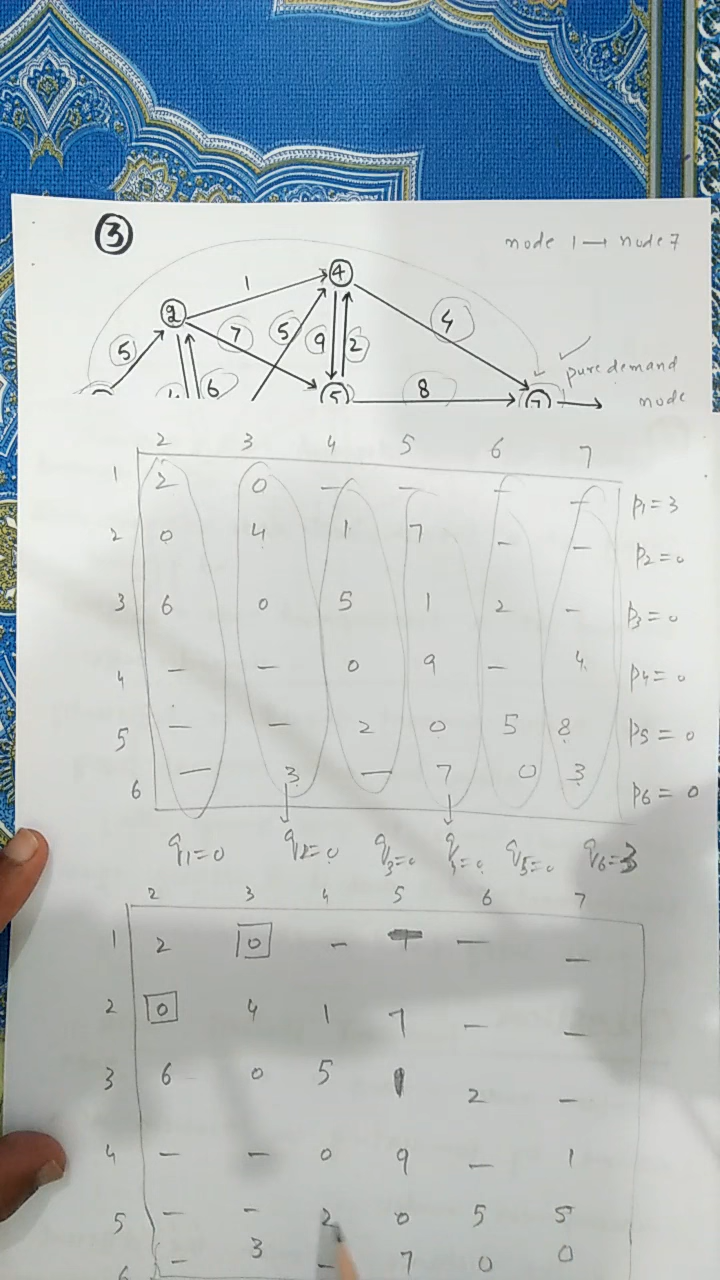 ③ node 1 → node 7
4
1
2
5 7 5 9 2 4
6
pure demand
5 8 7 node
2 3 4 5 6 7
1 2 0 — — — — p1 = 3
2 0 4 1 7 — — p2 = 0
3 6 0 5 1 2 — p3 = 0
4 — — 0 9 — 4 p4 = 0
5 — — 2 0 5 8 p5 = 0
6 — 3 — 7 0 3 p6 = 0
q1=0 q2=0 q3=0 =0 q5=0 q6=3
2 3 4 5 6 7
1 2 0 — — — —
2 0 4 1 7 — —
3 6 0 5 1 2 —
4 — — 0 9 — 1
5 — — 2 0 5 5
6 — 3 — 7 0 0